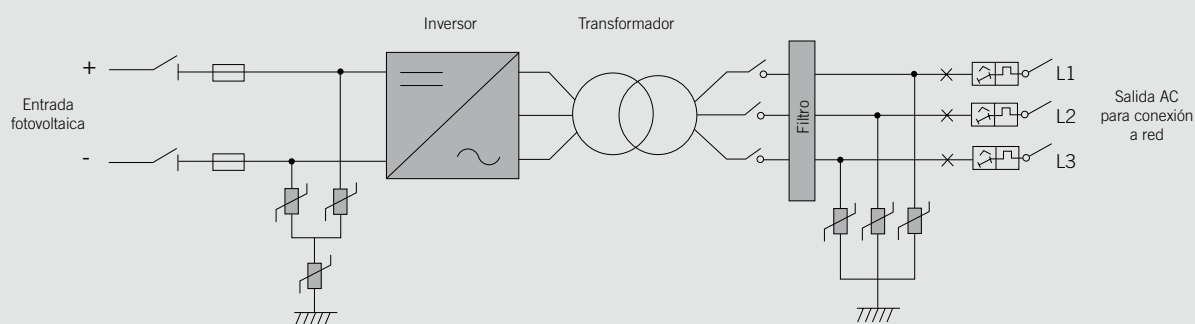 Inversor
Transformador
+
Entrada
fotovoltaica
-
Filtro
L1
L2
L3
Salida AC
para conexión
a red